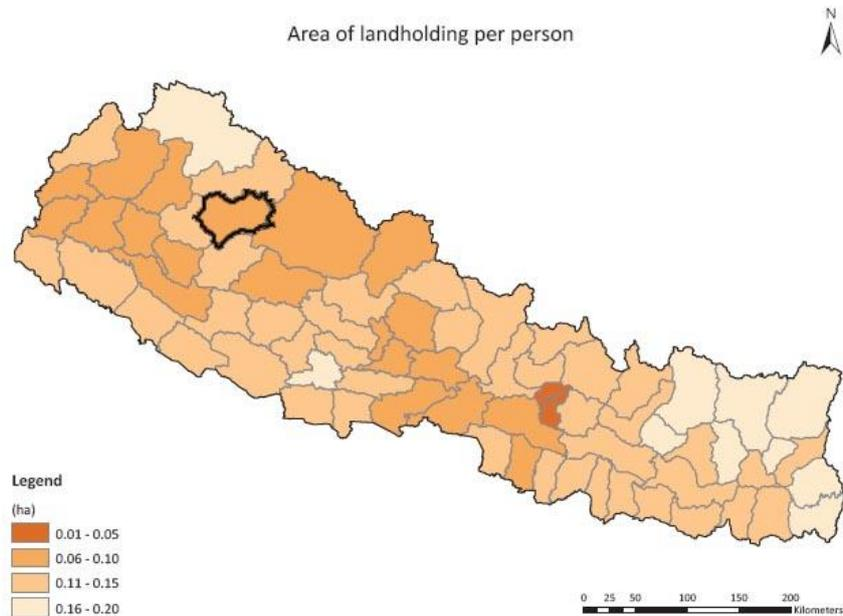 Area of landholding per person
N
Legend
(ha)
0.01 - 0.05
0.06 - 0.10
0.11 - 0.15
0.16 - 0.20
0 25 50 100 150 200
Kilometers